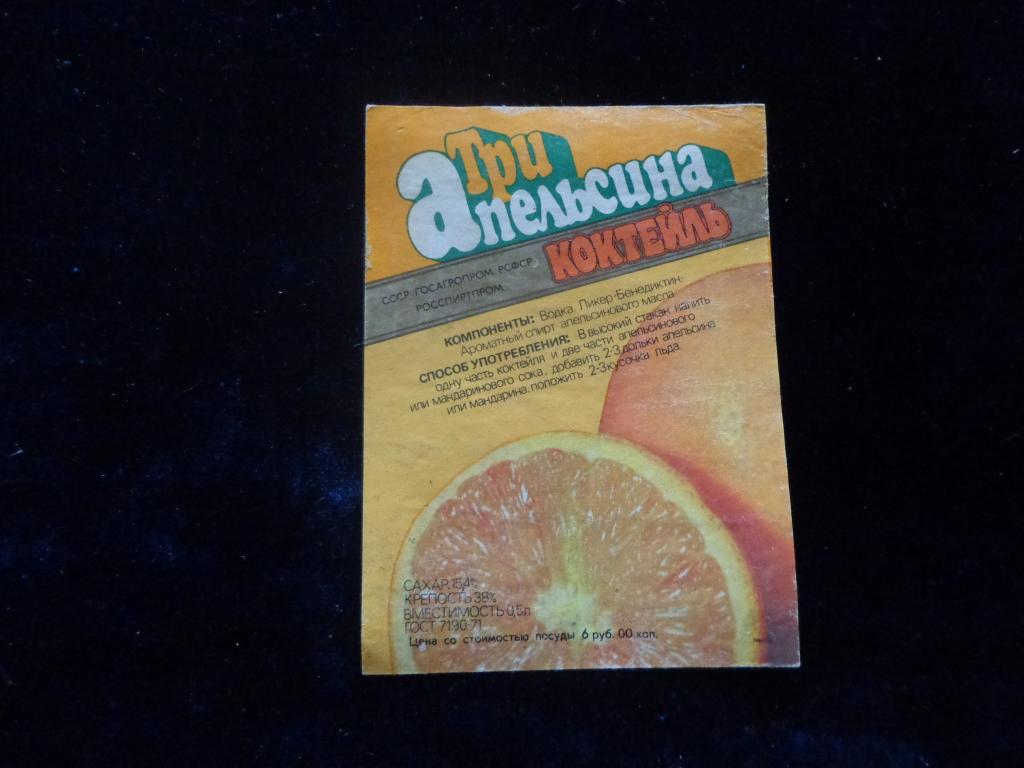 Три
апельсина
КОКТЕЙЛЬ
СССР ГОСАГРОПРОМ РСФСР
РОССПИРТПРОМ
КОМПОНЕНТЫ: Водка, Ликер-Бенедиктин-
Ароматный спирт апельсинового масла
СПОСОБ УПОТРЕБЛЕНИЯ: В высокий стакан налить
одну часть коктейля и две части апельсинового
или мандаринового сока, добавить 2-3 дольки апельсина
или мандарина, положить 2-3 кусочка льда.
САХАР 15,4%
КРЕПОСТЬ 38%
ВМЕСТИМОСТЬ 0,5л
ГОСТ 7190-71
Цена со стоимостью посуды 6 руб. 00 коп.